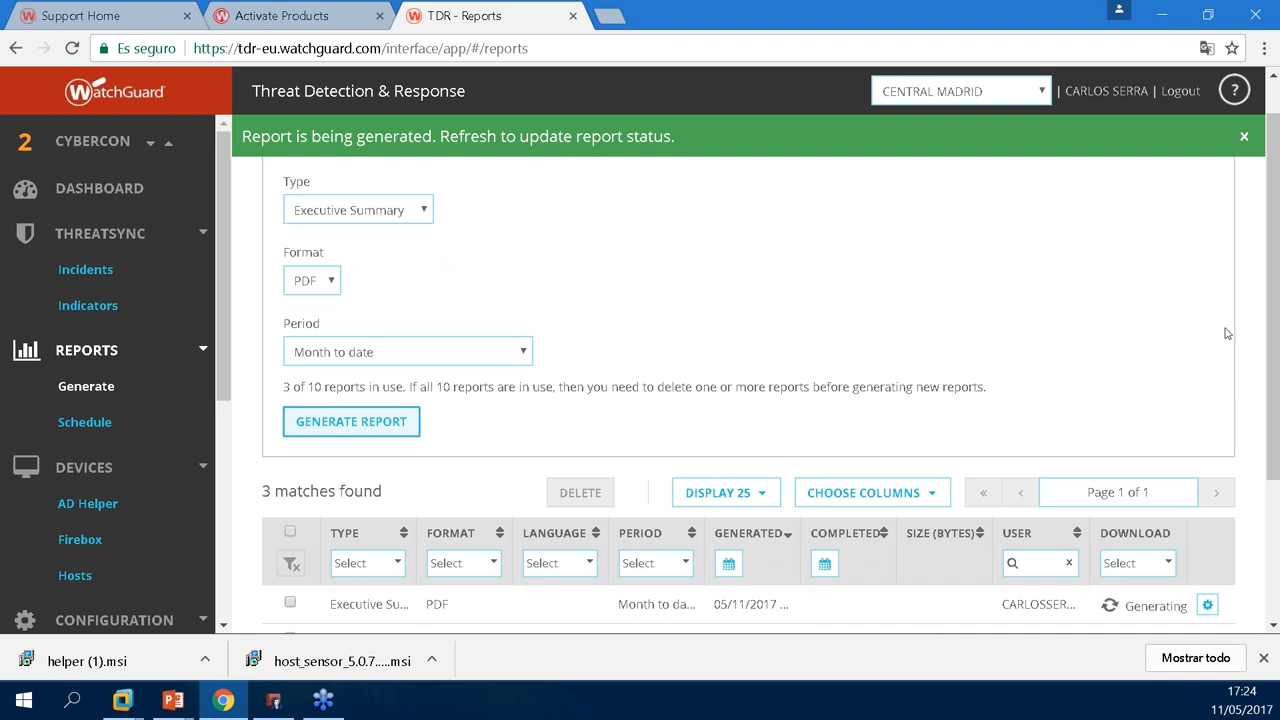 Support Home
Activate Products
TDR - Reports
Es seguro
https://tdr-eu.watchguard.com/interface/app/#/reports
WatchGuard
Threat Detection & Response
CENTRAL MADRID
| CARLOS SERRA | Logout
?
2 CYBERCON
Report is being generated. Refresh to update report status.
DASHBOARD
THREATSYNC
Incidents
Indicators
REPORTS
Generate
Schedule
DEVICES
AD Helper
Firebox
Hosts
CONFIGURATION
Type
Executive Summary
Format
PDF
Period
Month to date
3 of 10 reports in use. If all 10 reports are in use, then you need to delete one or more reports before generating new reports.
GENERATE REPORT
3 matches found
DELETE
DISPLAY 25
CHOOSE COLUMNS
« ‹ Page 1 of 1 ›
TYPE FORMAT LANGUAGE PERIOD GENERATED COMPLETED SIZE (BYTES) USER DOWNLOAD
Select Select Select Select Select
Executive Su... PDF Month to da... 05/11/2017 ... CARLOSSER... Generating
helper (1).msi
host_sensor_5.0.7.....msi
Mostrar todo
17:24
11/05/2017